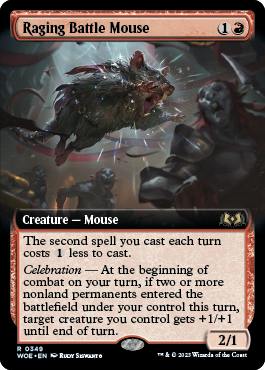 Raging Battle Mouse 1
Creature — Mouse
The second spell you cast each turn
costs 1 less to cast.
Celebration — At the beginning of
combat on your turn, if two or more
nonland permanents entered the
battlefield under your control this turn,
target creature you control gets +1/+1
until end of turn.
2/1
R 0349
WOE • EN Rudy Siswanto
™ & © 2023 Wizards of the Coast